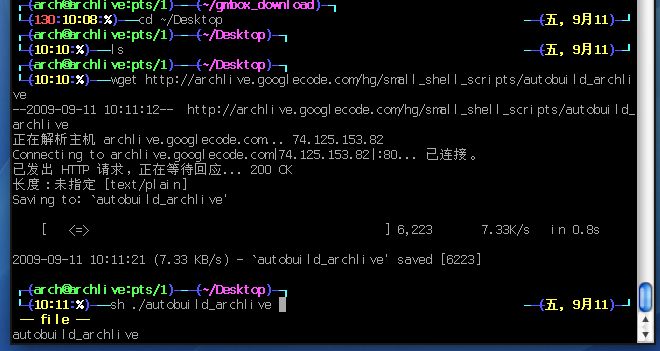 (arch@archlive:pts/1)——(~/gmbox_download)
(130:10:08:%)——cd ~/Desktop (五, 9月11)
(arch@archlive:pts/1)——(~/Desktop)
(10:10:%)——ls (五, 9月11)
(arch@archlive:pts/1)——(~/Desktop)
(10:10:%)——wget http://archlive.googlecode.com/hg/small_shell_scripts/autobuild_archli
ve
--2009-09-11 10:11:12-- http://archlive.googlecode.com/hg/small_shell_scripts/autobuild_
archlive
正在解析主机 archlive.googlecode.com... 74.125.153.82
Connecting to archlive.googlecode.com|74.125.153.82|:80... 已连接。
已发出 HTTP 请求，正在等待回应... 200 OK
长度：未指定 [text/plain]
Saving to: `autobuild_archlive'
[ <=> ] 6,223 7.33K/s in 0.8s
2009-09-11 10:11:21 (7.33 KB/s) - `autobuild_archlive' saved [6223]
(arch@archlive:pts/1)——(~/Desktop)
(10:11:%)——sh ./autobuild_archlive (五, 9月11)
— file —
autobuild_archlive